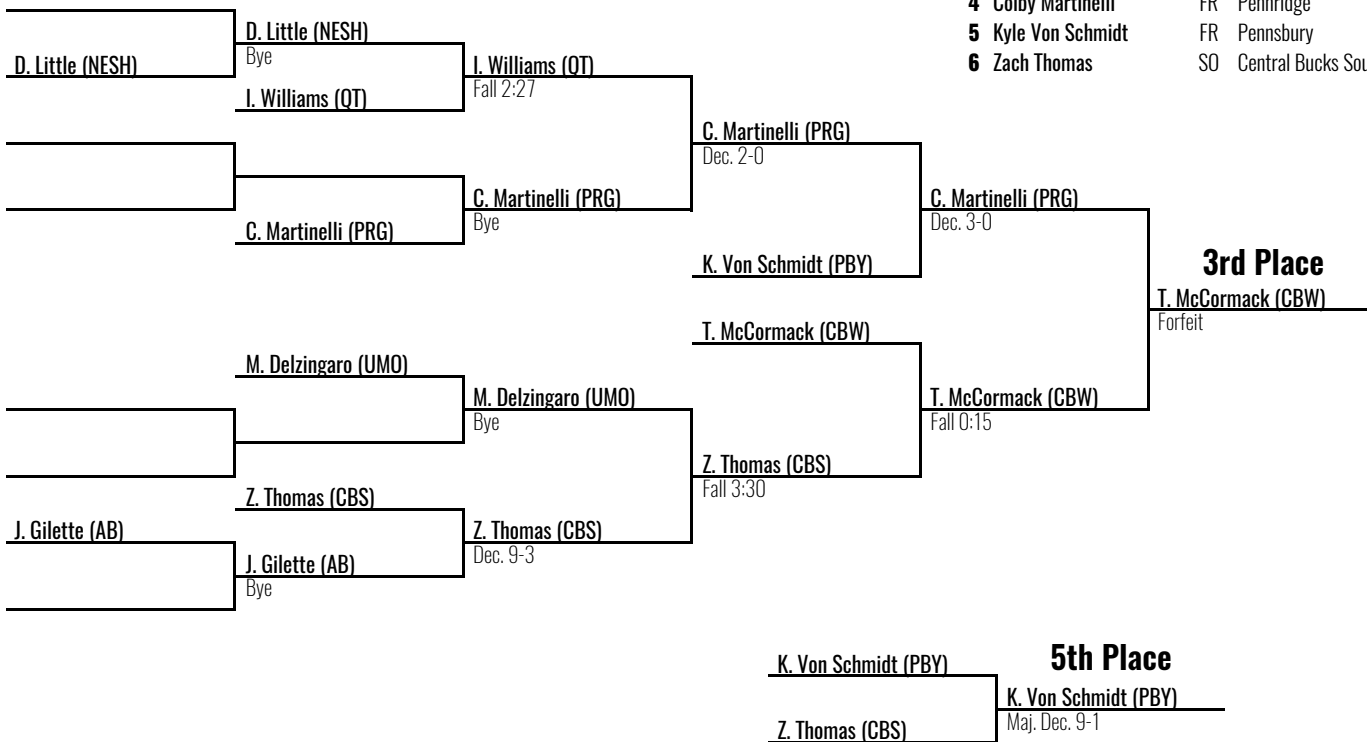 4 Colby Martinelli FR Pennridge
D. Little (NESH)
5 Kyle Von Schmidt FR Pennsbury
Bye
D. Little (NESH)
I. Williams (QT)
6 Zach Thomas SO Central Bucks Sou
Fall 2:27
I. Williams (QT)
C. Martinelli (PRG)
Dec. 2-0
C. Martinelli (PRG)
Bye
C. Martinelli (PRG)
Dec. 3-0
C. Martinelli (PRG)
K. Von Schmidt (PBY)
3rd Place
T. McCormack (CBW)
Forfeit
T. McCormack (CBW)
M. Delzingaro (UMO)
M. Delzingaro (UMO)
Bye
T. McCormack (CBW)
Fall 0:15
Z. Thomas (CBS)
Fall 3:30
Z. Thomas (CBS)
J. Gilette (AB)
Z. Thomas (CBS)
Dec. 9-3
J. Gilette (AB)
Bye
K. Von Schmidt (PBY)
5th Place
K. Von Schmidt (PBY)
Maj. Dec. 9-1
Z. Thomas (CBS)